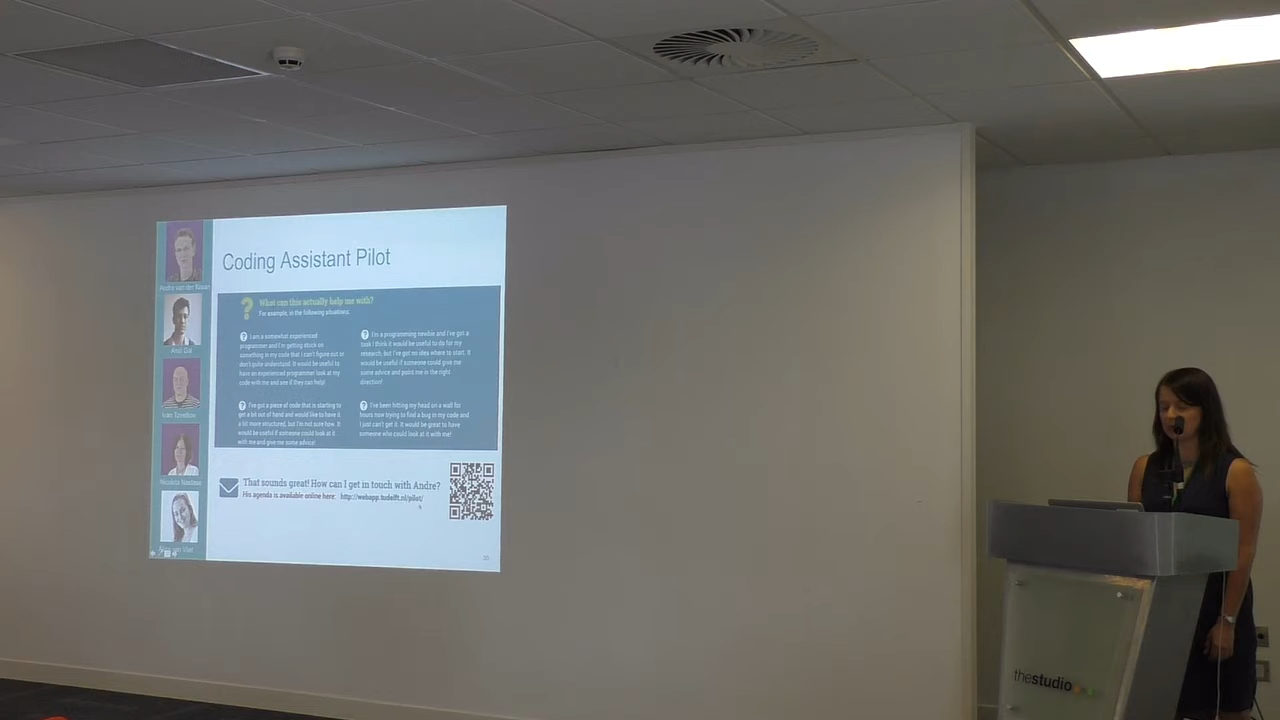 Coding Assistant Pilot
What can this actually help me with?
For example, in the following situations:
I am a somewhat experienced
programmer and I'm getting stuck on
something in my code that I can't figure out or
don't quite understand. It would be useful to
have an experienced programmer look at my
code with me and see if they can help!
I'm a programming newbie and I've got a
task I think it would be useful to do for my
research, but I've got no idea where to start. It
would be useful if someone could give me
some advice and point me in the right
direction!
I've got a piece of code that is starting to
get a bit out of hand and would like to have it
a bit more structured, but I'm not sure how. It
would be useful if someone could look at it
with me and give me some advice!
I've been hitting my head on a wall for
hours now trying to find a bug in my code and
I just can't get it. It would be great to have
someone who could look at it with me!
That sounds great! How can I get in touch with Andre?
His agenda is available online here: http://webapp.tudelft.nl/pilot/
thestudio